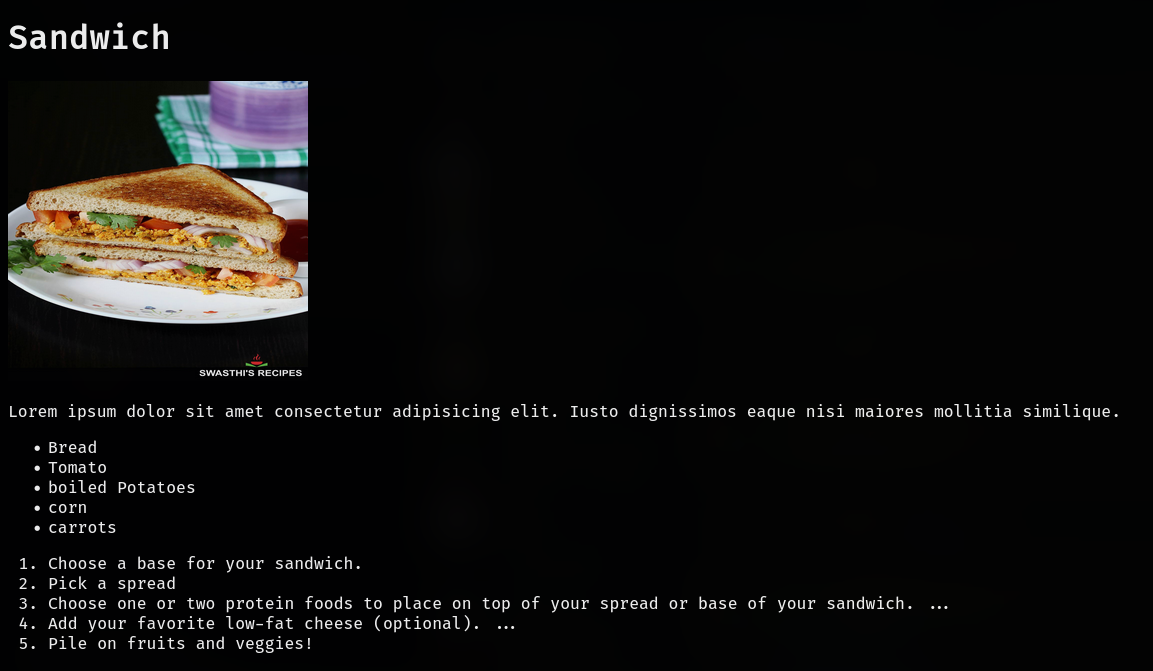 Sandwich
SWASTHI'S RECIPES
Lorem ipsum dolor sit amet consectetur adipisicing elit. Iusto dignissimos eaque nisi maiores mollitia similique.
• Bread
• Tomato
• boiled Potatoes
• corn
• carrots
1. Choose a base for your sandwich.
2. Pick a spread
3. Choose one or two protein foods to place on top of your spread or base of your sandwich. ...
4. Add your favorite low-fat cheese (optional). ...
5. Pile on fruits and veggies!